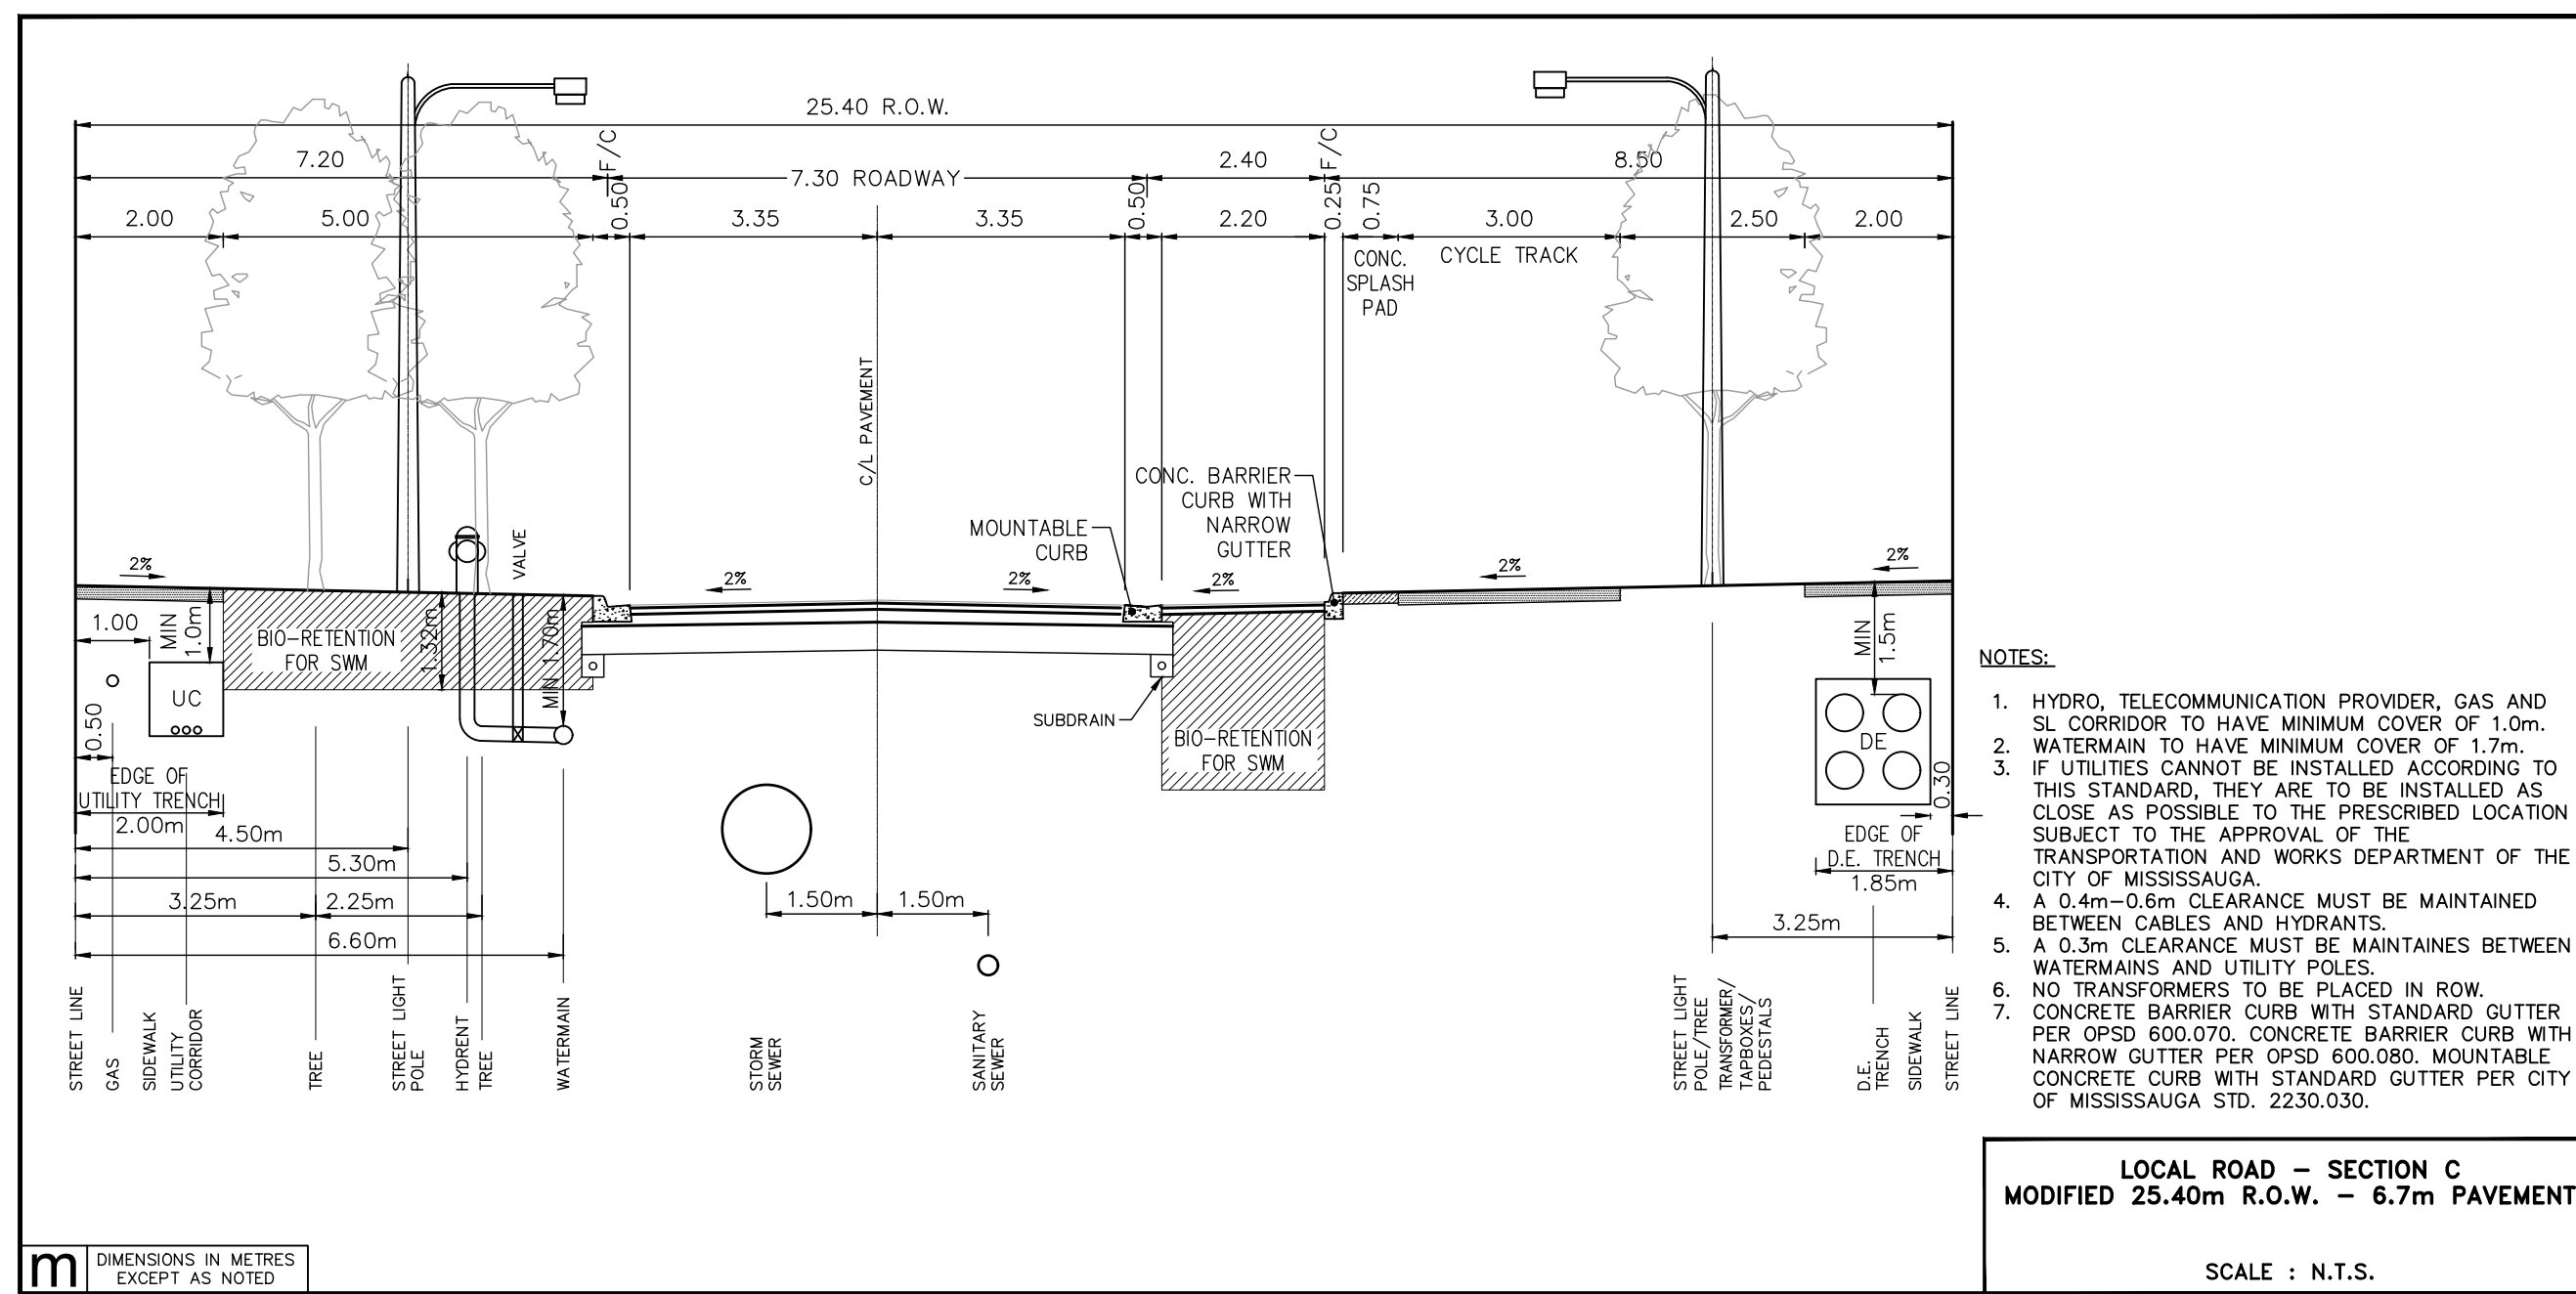 25.40 R.O.W.
7.20
F/C
7.30 ROADWAY
2.40
F/C
8.50
2.00
5.00
0.50
3.35
3.35
0.50
2.20
0.25
0.75
3.00
2.50
2.00
CONC.
SPLASH
PAD
CYCLE TRACK
C/L PAVEMENT
CONC. BARRIER
CURB WITH
NARROW
GUTTER
MOUNTABLE
CURB
VALVE
2%
2%
2%
2%
2%
2%
1.00
MIN
1.0m
BIO-RETENTION
FOR SWM
1.32m
MIN 1.70m
UC
0.50
SUBDRAIN
BIO-RETENTION
FOR SWM
MIN
1.5m
DE
0.30
EDGE OF
UTILITY TRENCH
2.00m
4.50m
5.30m
3.25m
2.25m
6.60m
1.50m
1.50m
EDGE OF
D.E. TRENCH
1.85m
3.25m
STREET LINE
GAS
SIDEWALK
UTILITY
CORRIDOR
TREE
STREET LIGHT
POLE
HYDRENT
TREE
WATERMAIN
STORM
SEWER
SANITARY
SEWER
STREET LIGHT
POLE/TREE
TRANSFORMER/
TAPBOXES/
PEDESTALS
D.E.
TRENCH
SIDEWALK
STREET LINE
NOTES:
1. HYDRO, TELECOMMUNICATION PROVIDER, GAS AND
SL CORRIDOR TO HAVE MINIMUM COVER OF 1.0m.
2. WATERMAIN TO HAVE MINIMUM COVER OF 1.7m.
3. IF UTILITIES CANNOT BE INSTALLED ACCORDING TO
THIS STANDARD, THEY ARE TO BE INSTALLED AS
CLOSE AS POSSIBLE TO THE PRESCRIBED LOCATION
SUBJECT TO THE APPROVAL OF THE
TRANSPORTATION AND WORKS DEPARTMENT OF THE
CITY OF MISSISSAUGA.
4. A 0.4m-0.6m CLEARANCE MUST BE MAINTAINED
BETWEEN CABLES AND HYDRANTS.
5. A 0.3m CLEARANCE MUST BE MAINTAINES BETWEEN
WATERMAINS AND UTILITY POLES.
6. NO TRANSFORMERS TO BE PLACED IN ROW.
7. CONCRETE BARRIER CURB WITH STANDARD GUTTER
PER OPSD 600.070. CONCRETE BARRIER CURB WITH
NARROW GUTTER PER OPSD 600.080. MOUNTABLE
CONCRETE CURB WITH STANDARD GUTTER PER CITY
OF MISSISSAUGA STD. 2230.030.
LOCAL ROAD - SECTION C
MODIFIED 25.40m R.O.W. - 6.7m PAVEMENT
SCALE : N.T.S.
m
DIMENSIONS IN METRES
EXCEPT AS NOTED